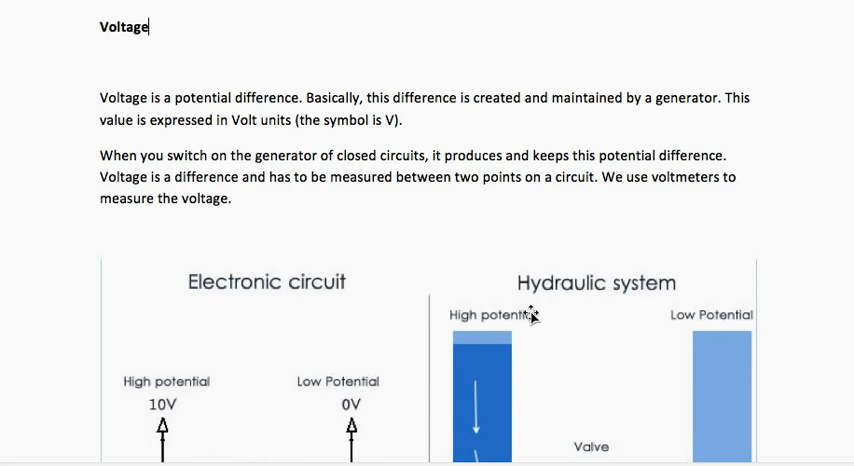 Voltage
Voltage is a potential difference. Basically, this difference is created and maintained by a generator. This
value is expressed in Volt units (the symbol is V).
When you switch on the generator of closed circuits, it produces and keeps this potential difference.
Voltage is a difference and has to be measured between two points on a circuit. We use voltmeters to
measure the voltage.
Electronic circuit
Hydraulic system
High potential
Low Potential
High potential
Low Potential
10V
0V
Valve